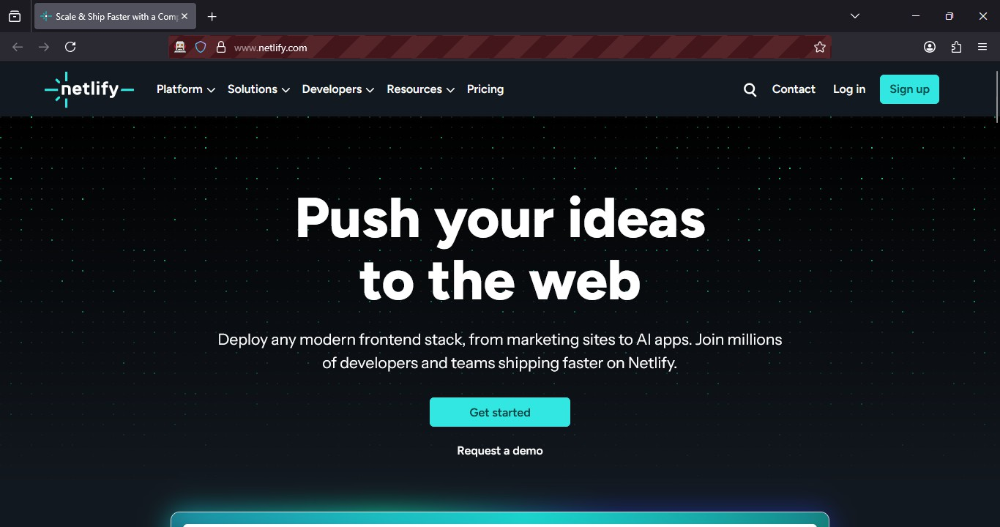 Scale & Ship Faster with a Com
www.netlify.com
netlify
Platform
Solutions
Developers
Resources
Pricing
Contact
Log in
Sign up
Push your ideas
to the web
Deploy any modern frontend stack, from marketing sites to AI apps. Join millions
of developers and teams shipping faster on Netlify.
Get started
Request a demo